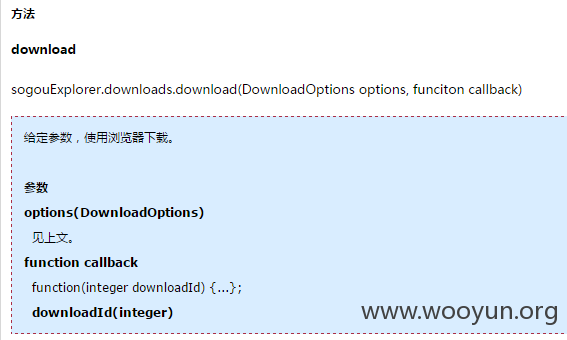 方法
download
sogouExplorer.downloads.download(DownloadOptions options, funciton callback)
给定参数，使用浏览器下载。
参数
options(DownloadOptions)
见上文。
function callback
function(integer downloadId) {...};
downloadId(integer)
www.wooyun.org